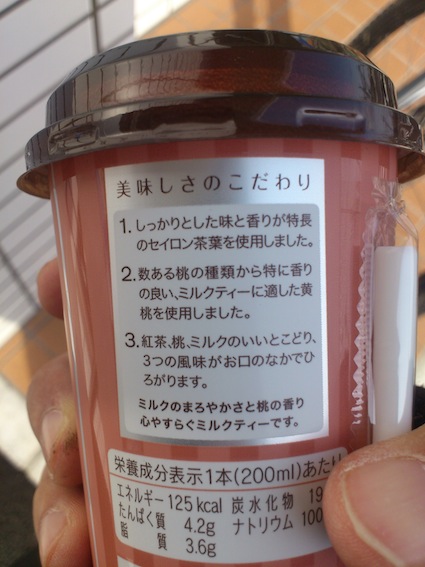 美味しさのこだわり
1.しっかりとした味と香りが特長
のセイロン茶葉を使用しました。
2.数ある桃の種類から特に香り
の良い、ミルクティーに適した黄
桃を使用しました。
3.紅茶、桃、ミルクのいいとこどり、
3つの風味がお口のなかでひ
ろがります。
ミルクのまろやかさと桃の香り
心やすらぐミルクティーです。
栄養成分表示1本(200ml)あたり
エネルギー 125kcal 炭水化物 19
たんぱく質 4.2g ナトリウム 100
脂質 3.6g